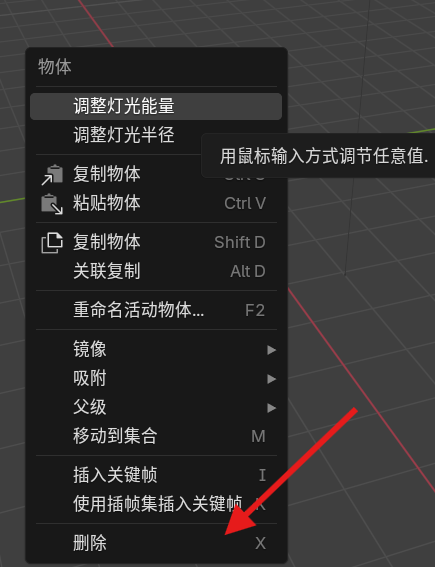 物体
调整灯光能量
调整灯光半径
用鼠标输入方式调节任意值.
复制物体
粘贴物体 Ctrl V
复制物体 Shift D
关联复制 Alt D
重命名活动物体... F2
镜像
吸附
父级
移动到集合 M
插入关键帧 I
使用插帧集插入关键帧 K
删除 X